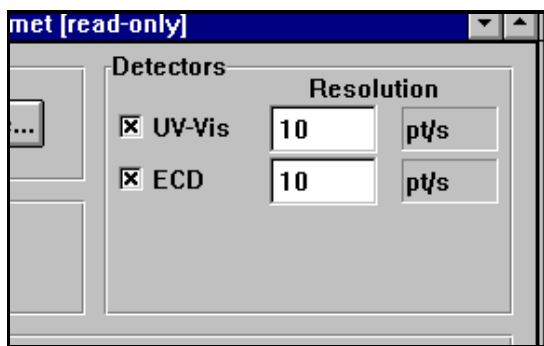 met [read-only]
Detectors
Resolution
...
UV-Vis 10 pt/s
ECD 10 pt/s